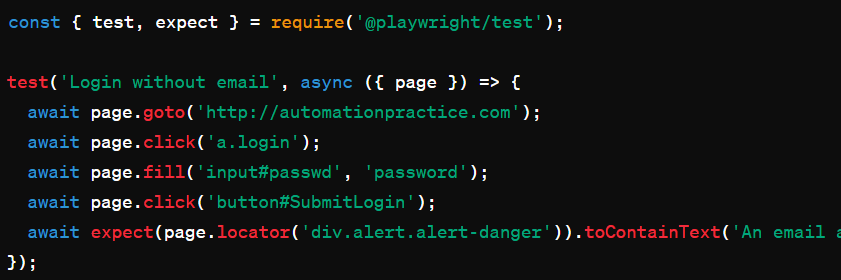 const { test, expect } = require('@playwright/test');
test('Login without email', async ({ page }) => {
await page.goto('http://automationpractice.com');
await page.click('a.login');
await page.fill('input#passwd', 'password');
await page.click('button#SubmitLogin');
await expect(page.locator('div.alert.alert-danger')).toContainText('An email
});